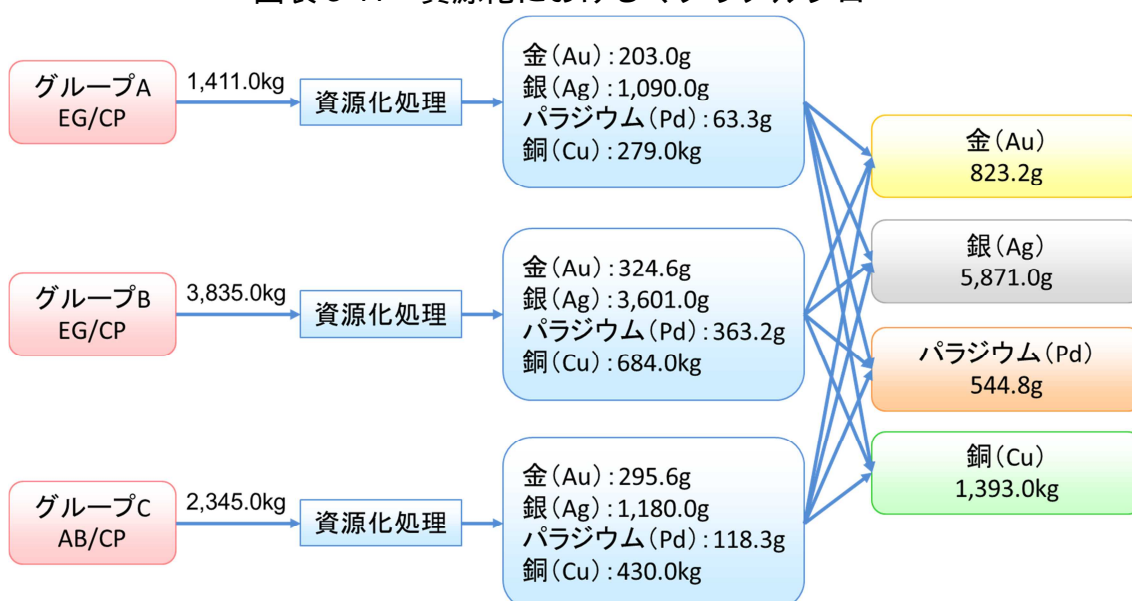 グループA
EG/CP
1,411.0kg
資源化処理
金(Au):203.0g
銀(Ag):1,090.0g
パラジウム(Pd):63.3g
銅(Cu):279.0kg
グループB
EG/CP
3,835.0kg
資源化処理
金(Au):324.6g
銀(Ag):3,601.0g
パラジウム(Pd):363.2g
銅(Cu):684.0kg
グループC
AB/CP
2,345.0kg
資源化処理
金(Au):295.6g
銀(Ag):1,180.0g
パラジウム(Pd):118.3g
銅(Cu):430.0kg
金(Au)
823.2g
銀(Ag)
5,871.0g
パラジウム(Pd)
544.8g
銅(Cu)
1,393.0kg